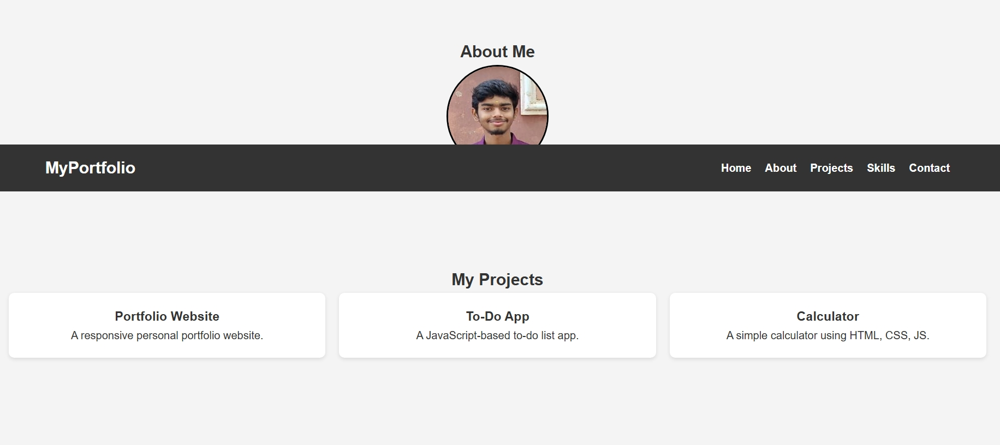 About Me
MyPortfolio
Home About Projects Skills Contact
My Projects
Portfolio Website
A responsive personal portfolio website.
To-Do App
A JavaScript-based to-do list app.
Calculator
A simple calculator using HTML, CSS, JS.